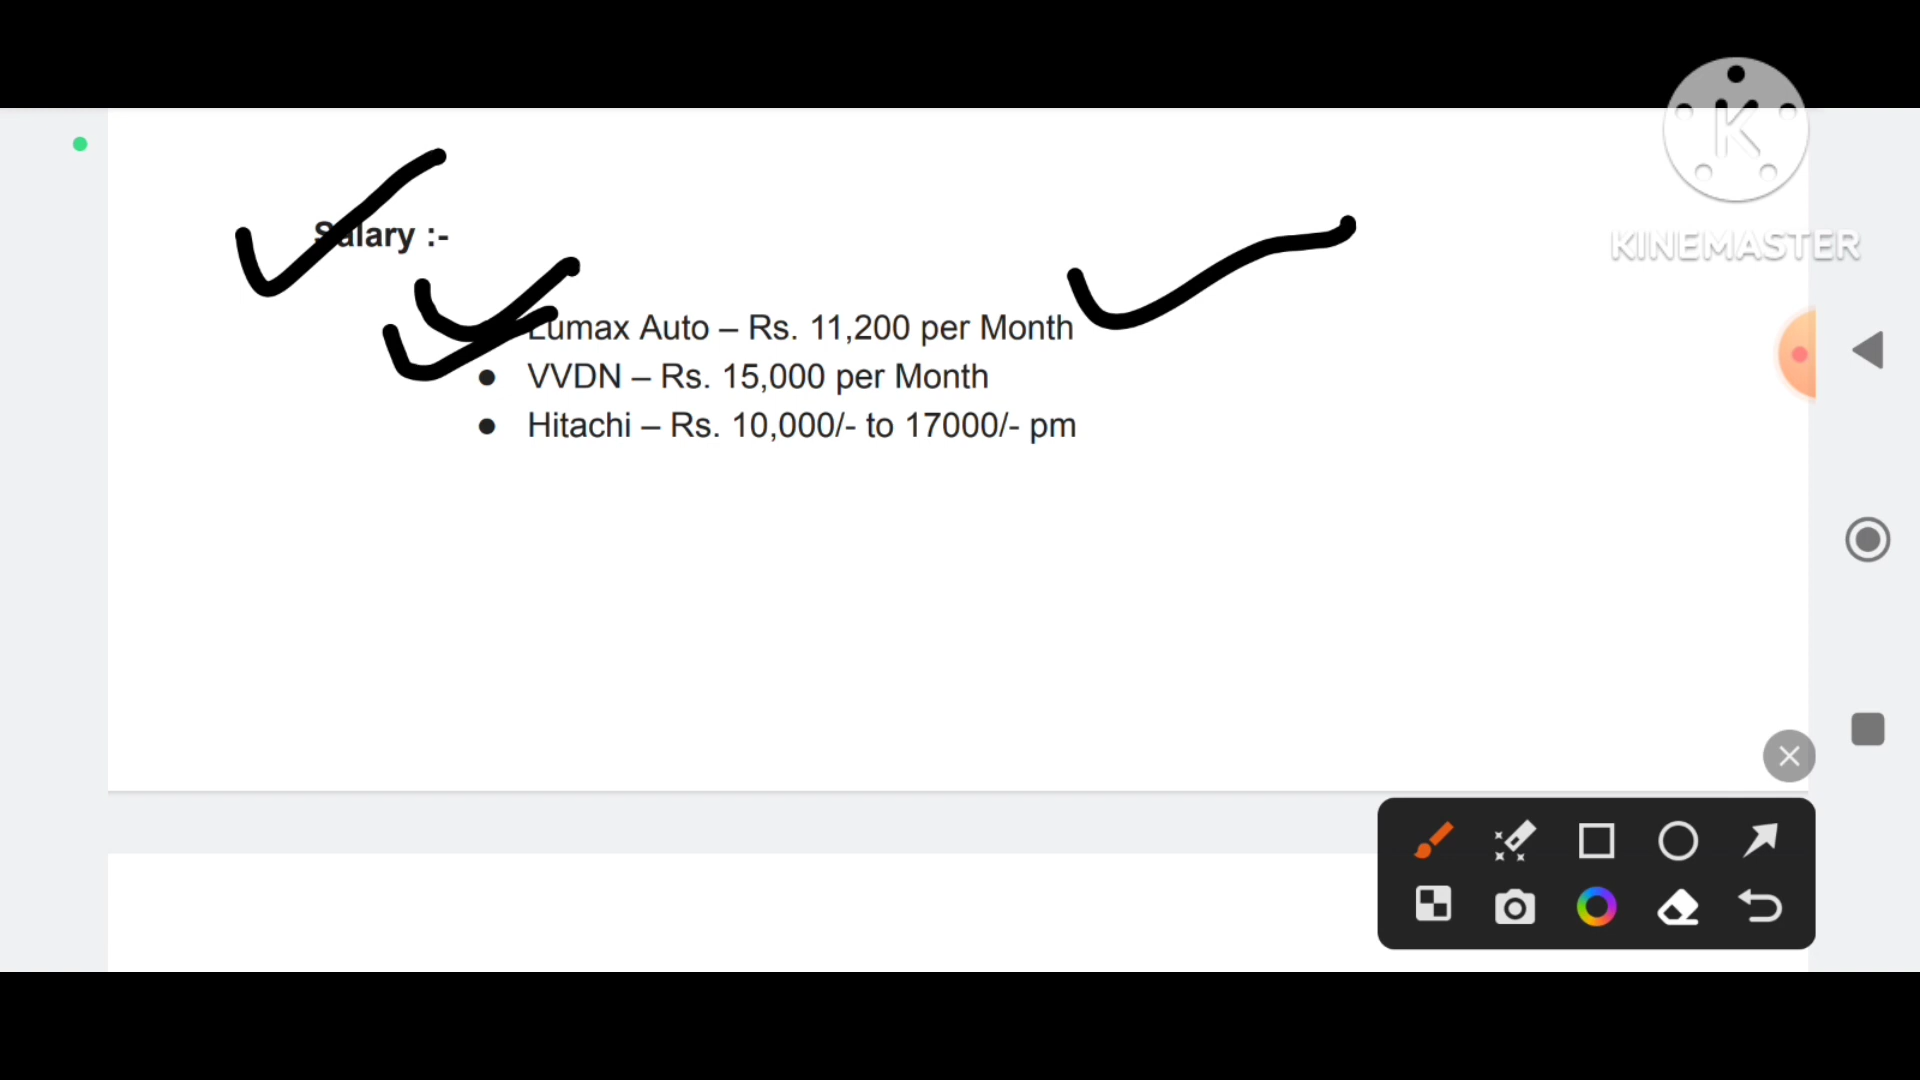 KINEMASTER
Salary :-
Lumax Auto – Rs. 11,200 per Month
● VVDN – Rs. 15,000 per Month
● Hitachi – Rs. 10,000/- to 17000/- pm